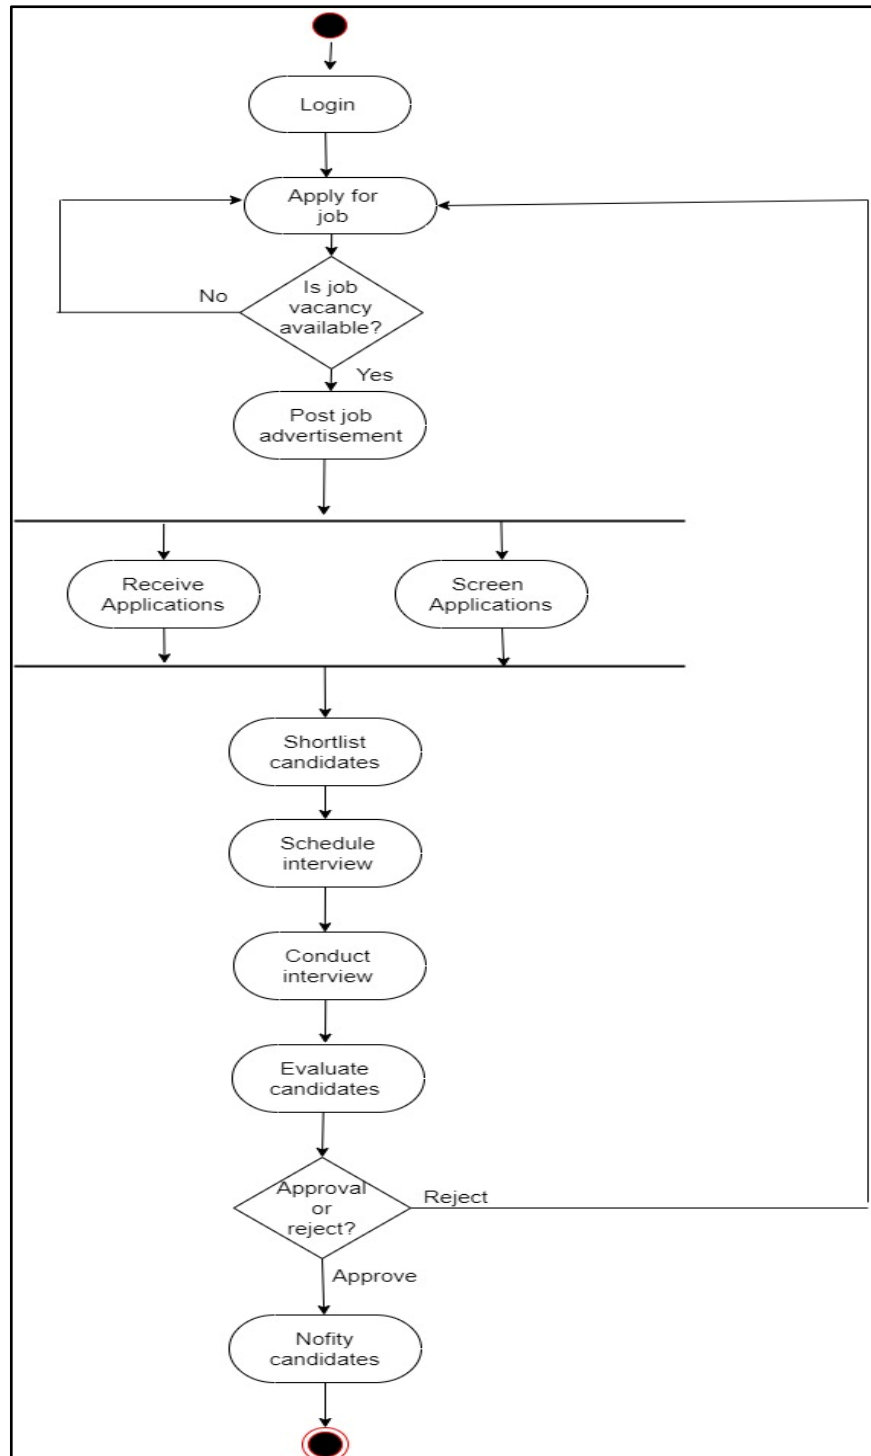 Login
Apply for
job
Is job
vacancy
available?
No
Yes
Post job
advertisement
Receive
Applications
Screen
Applications
Shortlist
candidates
Schedule
interview
Conduct
interview
Evaluate
candidates
Approval
or
reject?
Reject
Approve
Nofity
candidates